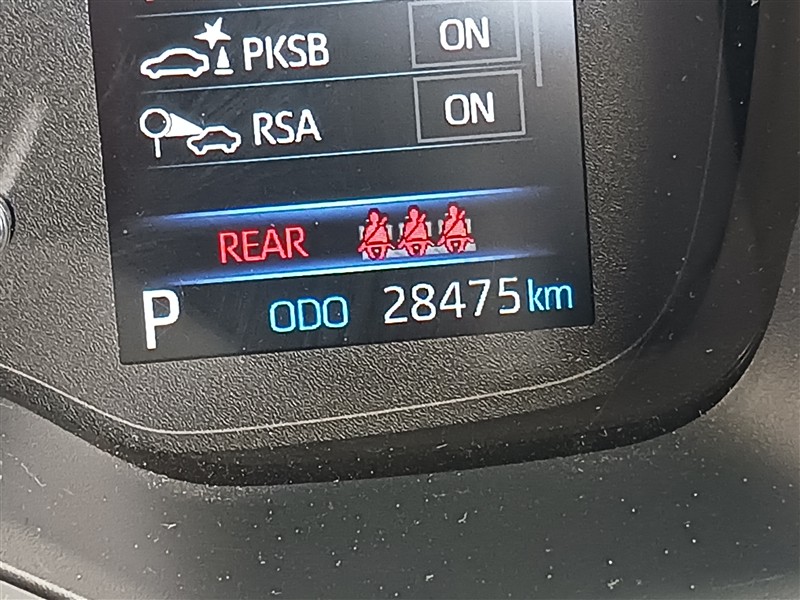 PKSB ON
RSA ON
REAR
P ODO 28475 km